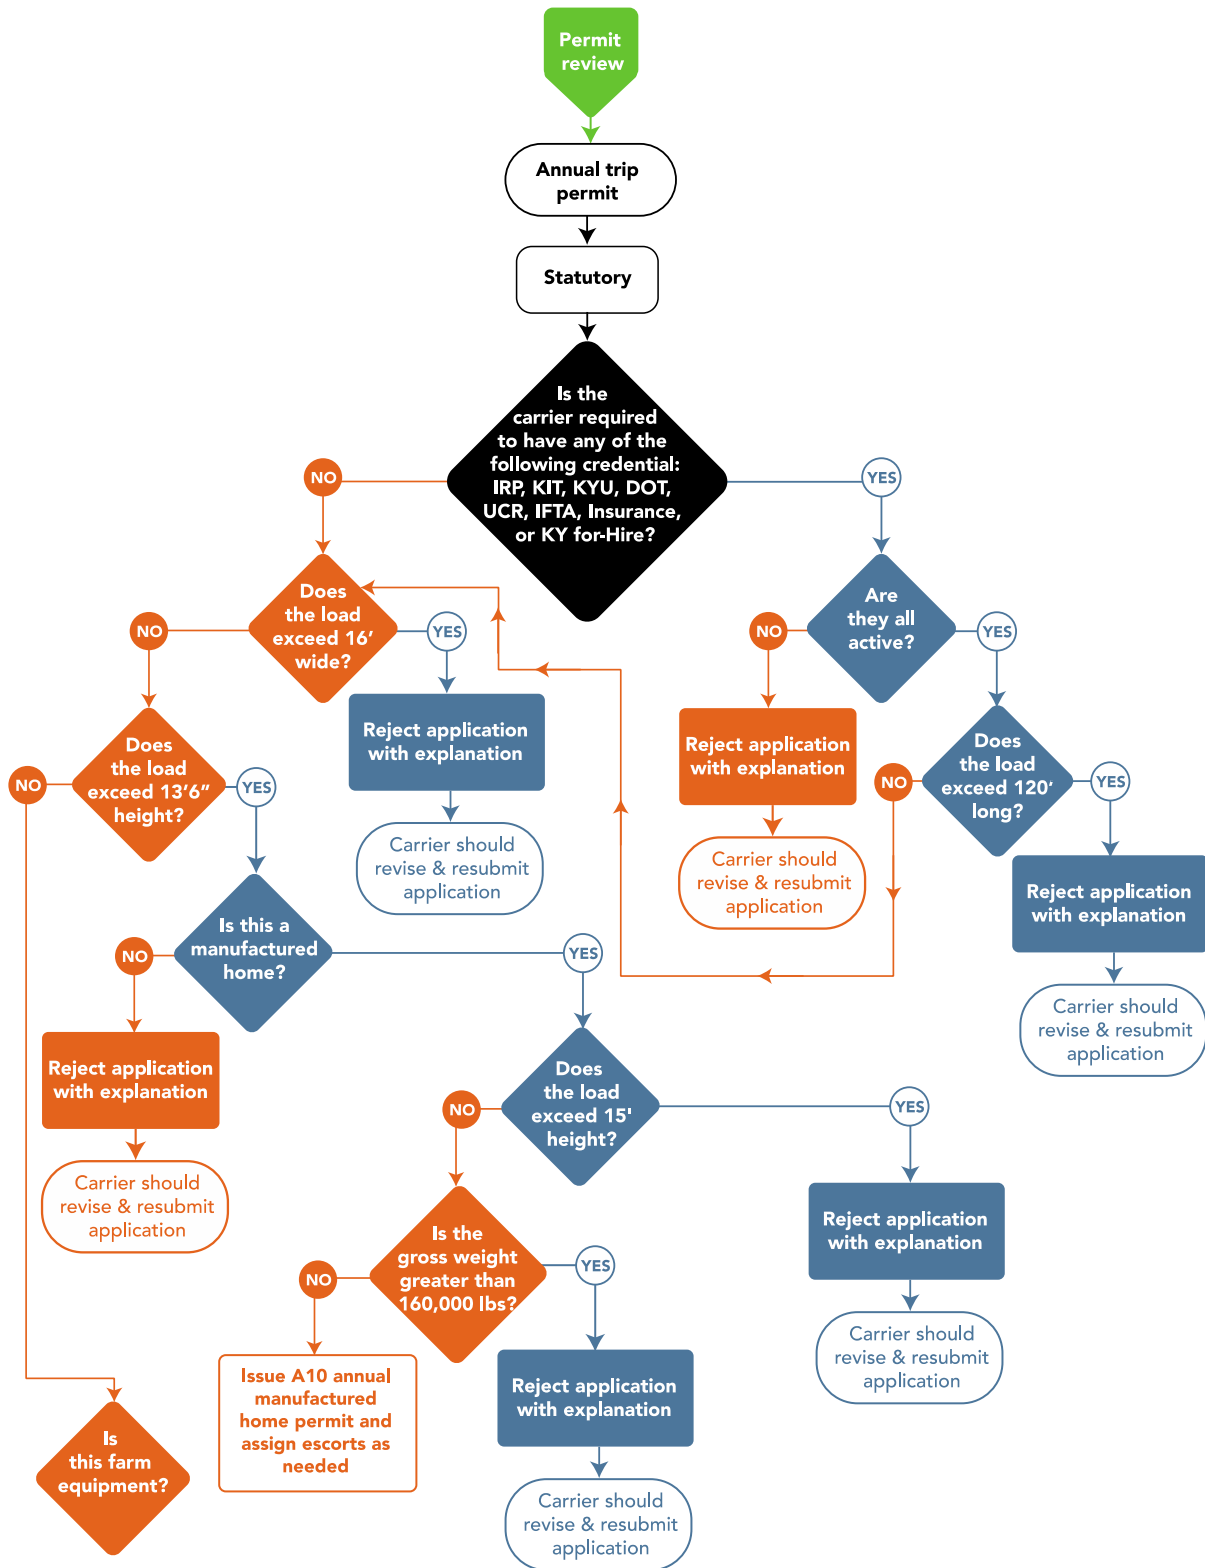 Permit
review
Annual trip
permit
Statutory
Is the
carrier required
to have any of the
following credential:
IRP, KIT, KYU, DOT,
UCR, IFTA, Insurance,
or KY for-Hire?
NO
YES
Does
the load
exceed 16'
wide?
Are
they all
active?
NO
YES
NO
YES
Reject application
with explanation
Reject application
with explanation
Does
the load
exceed 13'6"
height?
Does
the load
exceed 120'
long?
NO
YES
NO
YES
Carrier should
revise & resubmit
application
Carrier should
revise & resubmit
application
Reject application
with explanation
Is this a
manufactured
home?
NO
YES
Carrier should
revise & resubmit
application
Reject application
with explanation
Does
the load
exceed 15'
height?
NO
YES
Carrier should
revise & resubmit
application
Reject application
with explanation
Is the
gross weight
greater than
160,000 lbs?
NO
YES
Carrier should
revise & resubmit
application
Issue A10 annual
manufactured
home permit and
assign escorts as
needed
Reject application
with explanation
Is
this farm
equipment?
Carrier should
revise & resubmit
application